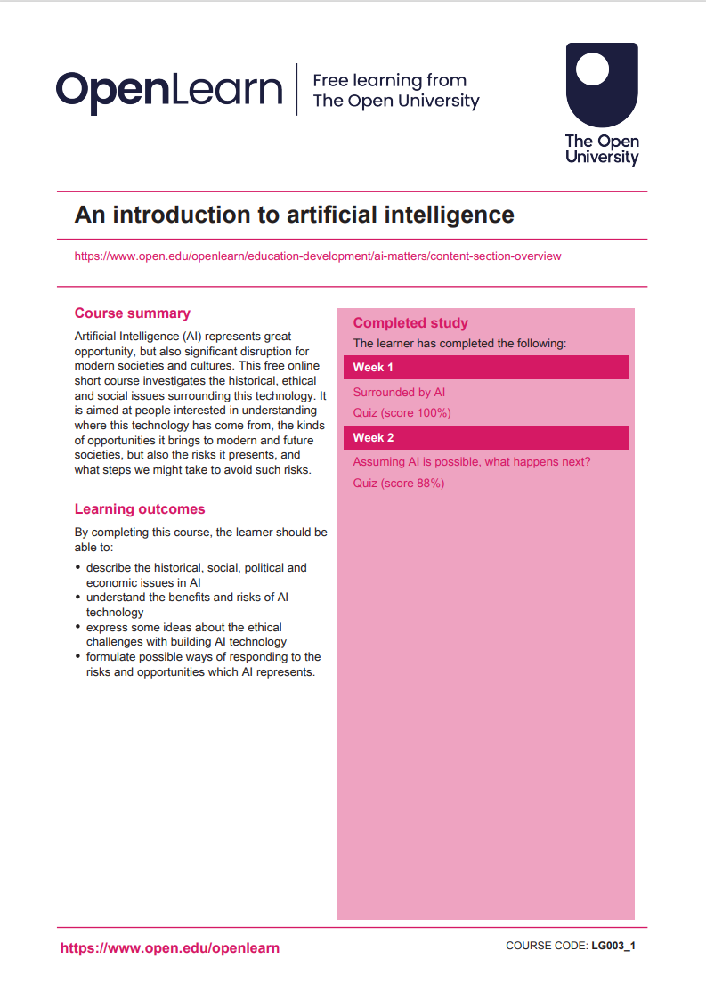 OpenLearn
Free learning from
The Open University
The Open
University
An introduction to artificial intelligence
https://www.open.edu/openlearn/education-development/ai-matters/content-section-overview
Course summary
Artificial Intelligence (AI) represents great
opportunity, but also significant disruption for
modern societies and cultures. This free online
short course investigates the historical, ethical
and social issues surrounding this technology. It
is aimed at people interested in understanding
where this technology has come from, the kinds
of opportunities it brings to modern and future
societies, but also the risks it presents, and
what steps we might take to avoid such risks.
Learning outcomes
By completing this course, the learner should be
able to:
• describe the historical, social, political and
economic issues in AI
• understand the benefits and risks of AI
technology
• express some ideas about the ethical
challenges with building AI technology
• formulate possible ways of responding to the
risks and opportunities which AI represents.
Completed study
The learner has completed the following:
Week 1
Surrounded by AI
Quiz (score 100%)
Week 2
Assuming AI is possible, what happens next?
Quiz (score 88%)
https://www.open.edu/openlearn
COURSE CODE: LG003_1